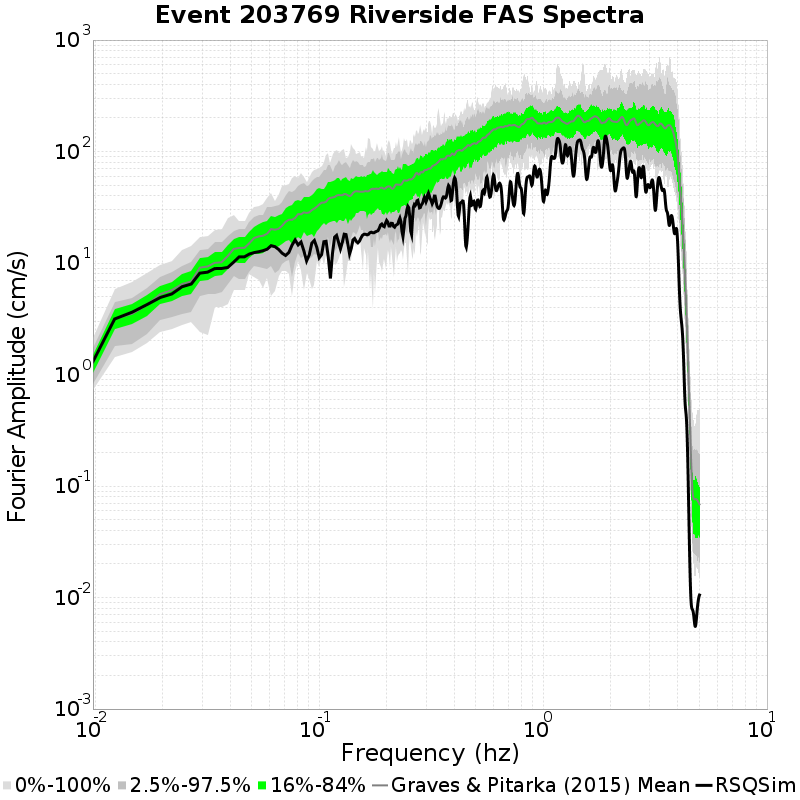 Event 203769 Riverside FAS Spectra
10^3
10^2
10^1
10^0
10^-1
10^-2
10^-3
Fourier Amplitude (cm/s)
10^-2 10^-1 10^0 10^1
Frequency (hz)
0%-100% 2.5%-97.5% 16%-84% Graves & Pitarka (2015) Mean RSQSim